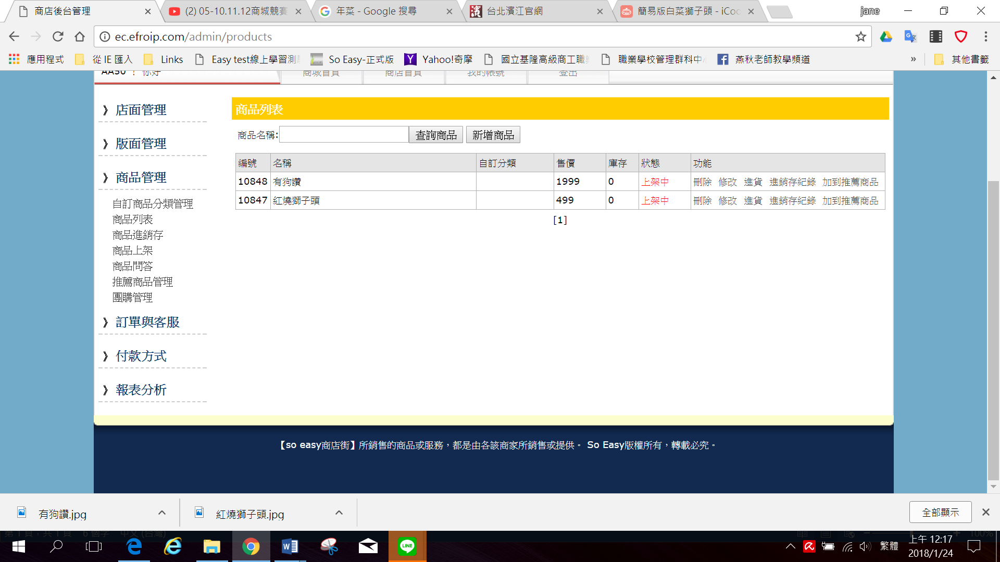 商店後台管理
(2) 05-10.11.12商城競賽
年菜 - Google 搜尋
台北濱江官網
簡易版白菜獅子頭 - iCoo
jane
ec.efroip.com/admin/products
應用程式
從 IE 匯入
Links
Easy test線上學習測
So Easy-正式版
Yahoo!奇摩
國立基隆高級商工職
職業學校管理群科中
燕秋老師教學頻道
»
其他書籤
AA50 ! 你好
商城首頁
商店首頁
我的帳號
登出
店面管理
版面管理
商品管理
自訂商品分類管理
商品列表
商品進銷存
商品上架
商品問答
推薦商品管理
團購管理
訂單與客服
付款方式
報表分析
商品列表
商品名稱:
查詢商品
新增商品
編號 名稱 自訂分類 售價 庫存 狀態 功能
10848 有狗讚 1999 0 上架中 刪除 修改 進貨 進銷存紀錄 加到推薦商品
10847 紅燒獅子頭 499 0 上架中 刪除 修改 進貨 進銷存紀錄 加到推薦商品
[1]
【so easy商店街】所銷售的商品或服務，都是由各該商家所銷售或提供。 So Easy版權所有，轉載必究。
有狗讚.jpg
紅燒獅子頭.jpg
全部顯示
第 1 頁，共 1 頁 6 個字 中文 (台灣)
100%
LINE
繁體
上午 12:17
2018/1/24